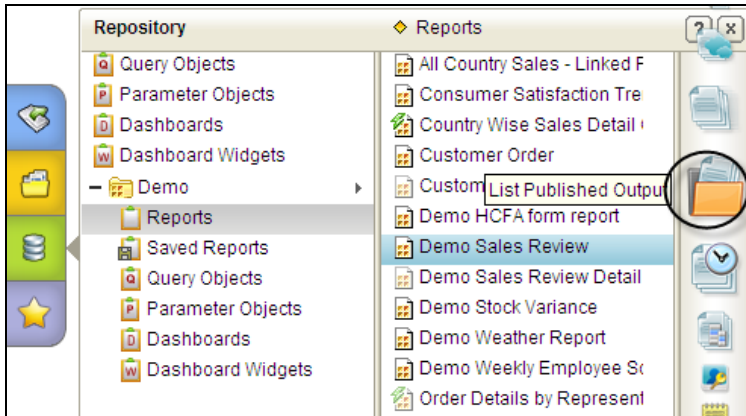 Repository
Query Objects
Parameter Objects
Dashboards
Dashboard Widgets
Demo
Reports
Saved Reports
Query Objects
Parameter Objects
Dashboards
Dashboard Widgets
Reports
? x
All Country Sales - Linked F
Consumer Satisfaction Tre
Country Wise Sales Detail
Customer Order
Custom
List Published Output
Demo HCFA form report
Demo Sales Review
Demo Sales Review Detail
Demo Stock Variance
Demo Weather Report
Demo Weekly Employee Sc
Order Details by Represent